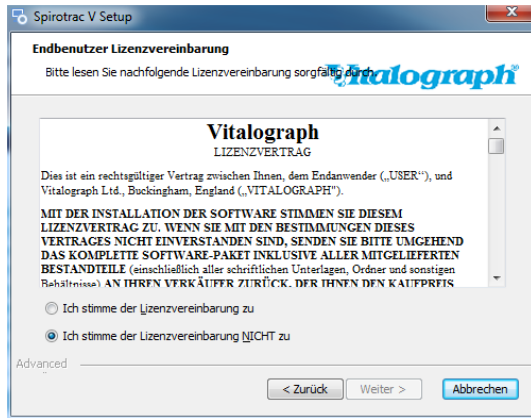 Spirotrac V Setup
Endbenutzer Lizenzvereinbarung
Bitte lesen Sie nachfolgende Lizenzvereinbarung sorgfältig durch.
Vitalograph®
Vitalograph
LIZENZVERTRAG
Dies ist ein rechtsgültiger Vertrag zwischen Ihnen, dem Endanwender („USER“), und
Vitalograph Ltd., Buckingham, England („VITALOGRAPH“).
MIT DER INSTALLATION DER SOFTWARE STIMMEN SIE DIESEM
LIZENZVERTRAG ZU. WENN SIE MIT DEN BESTIMMUNGEN DIESES
VERTRAGES NICHT EINVERSTANDEN SIND, SENDEN SIE BITTE UMGEHEND
DAS KOMPLETTE SOFTWARE-PAKET INKLUSIVE ALLER MITGELIEFERTEN
BESTANDTEILE (einschließlich aller schriftlichen Unterlagen, Ordner und sonstigen
Behältnisse) AN IHREN VERKÄUFER ZURÜCK, DER IHNEN DEN KAUFPREIS
Ich stimme der Lizenzvereinbarung zu
Ich stimme der Lizenzvereinbarung NICHT zu
Advanced
< Zurück
Weiter >
Abbrechen